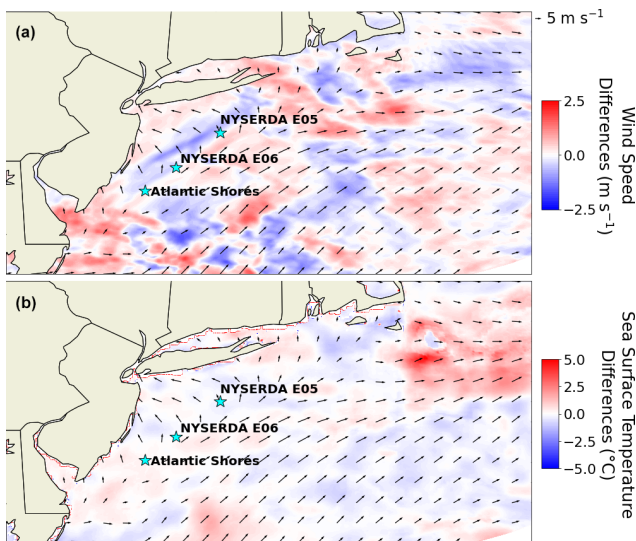 (a)
- 5 m s⁻¹
NYSERDA E05
NYSERDA E06
Atlantic Shores
2.5
0.0
−2.5
Wind Speed
Differences (m s⁻¹)
(b)
NYSERDA E05
NYSERDA E06
Atlantic Shores
5.0
2.5
0.0
−2.5
−5.0
Sea Surface Temperature
Differences (°C)